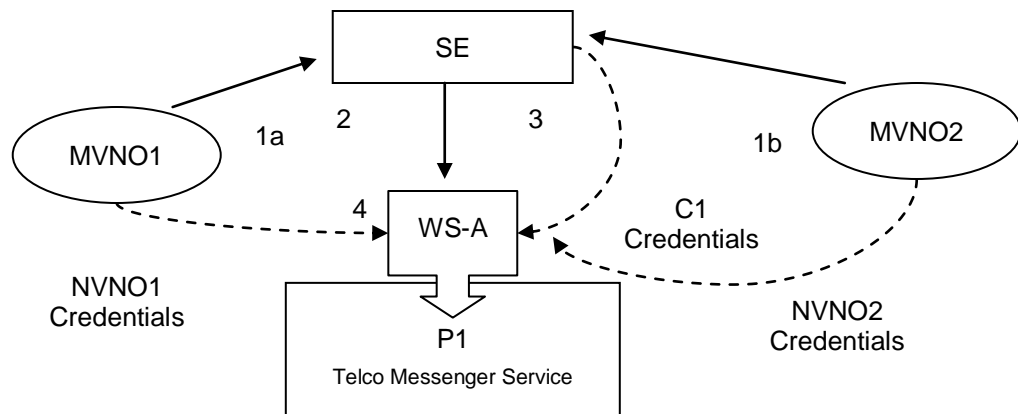 SE
MVNO1
1a
2
3
1b
MVNO2
4
WS-A
C1
Credentials
NVNO1
Credentials
NVNO2
Credentials
P1
Telco Messenger Service